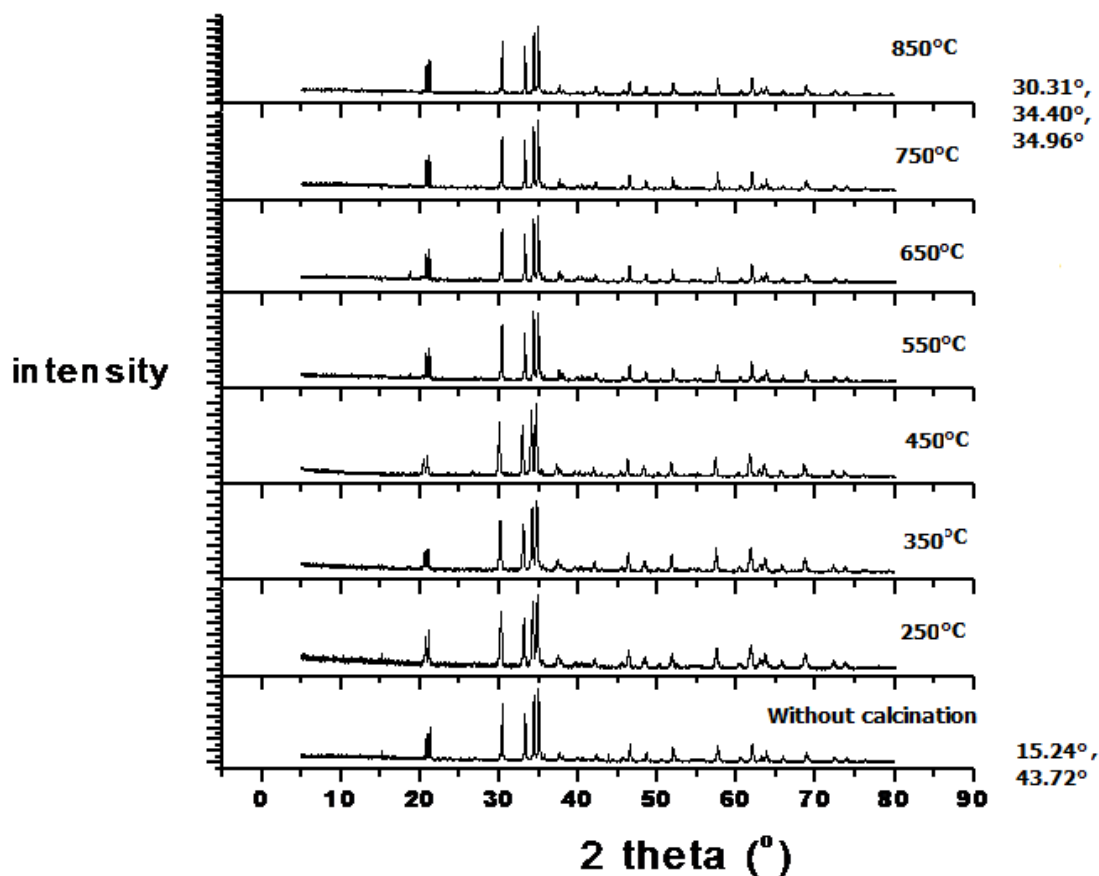 850°C
30.31°,
34.40°,
34.96°
750°C
650°C
550°C
intensity
450°C
350°C
250°C
Without calcination
15.24°,
43.72°
0 10 20 30 40 50 60 70 80 90
2 theta (°)